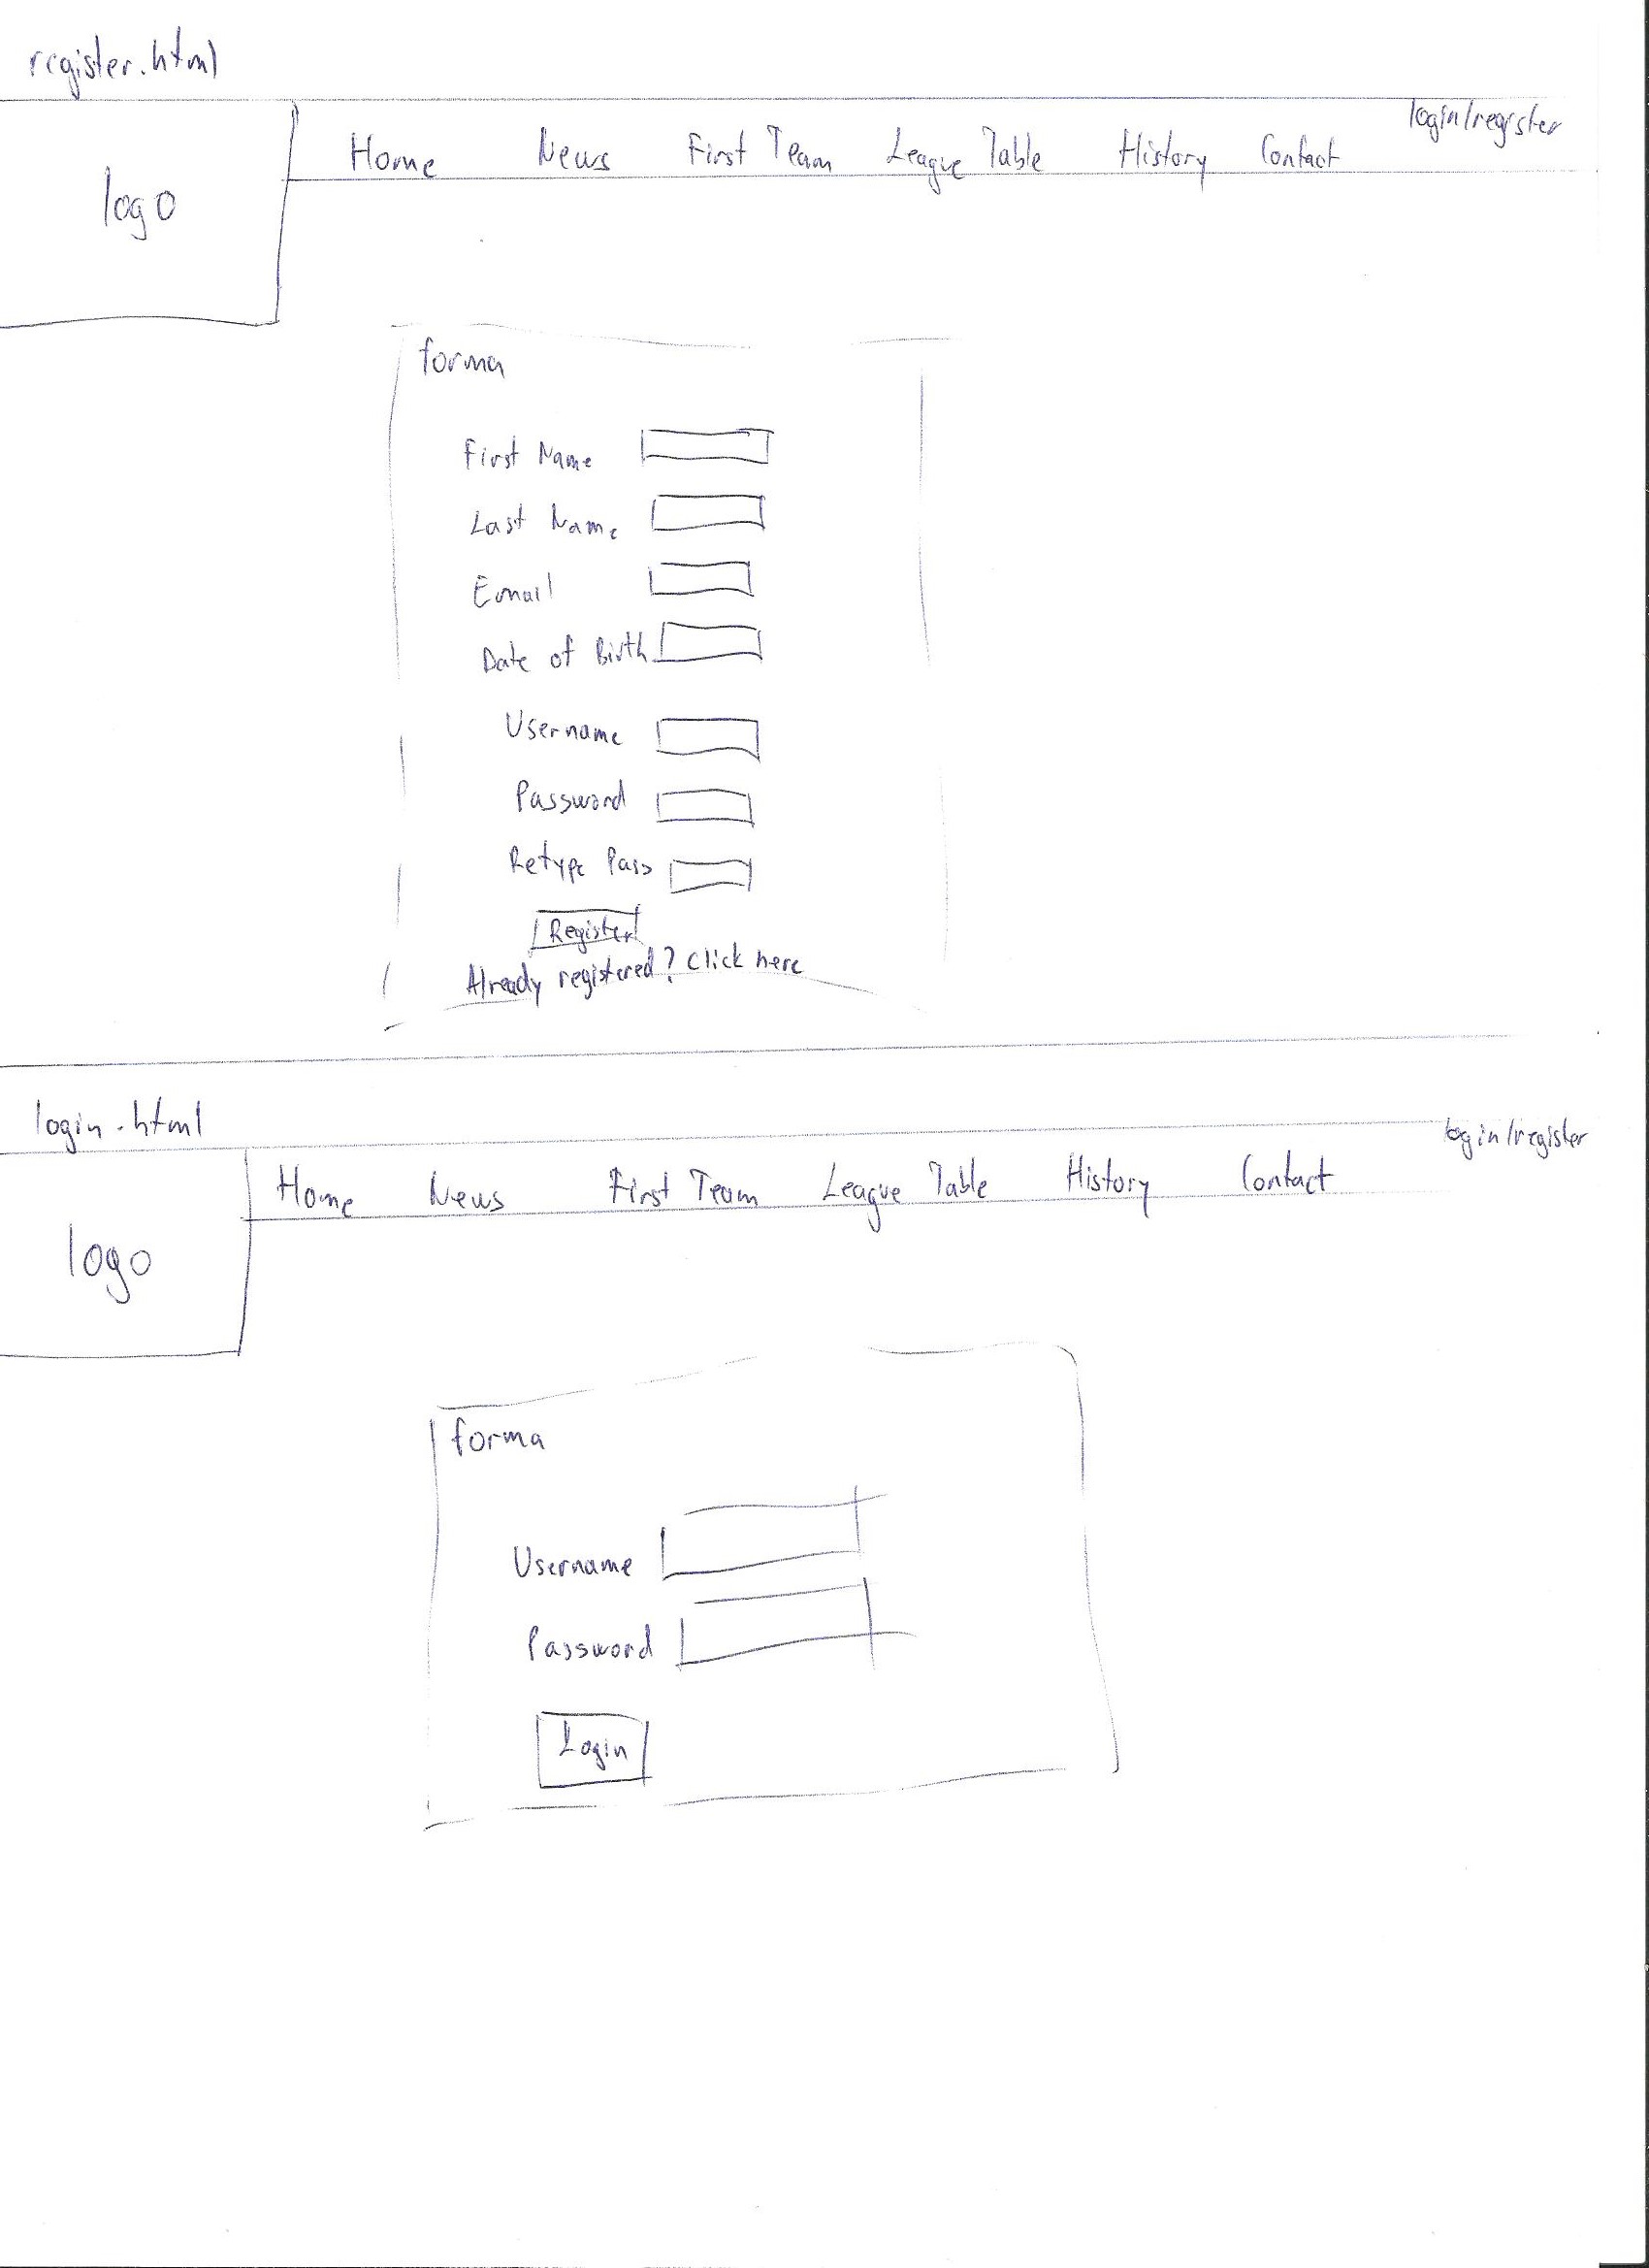 register.html
login/register
Home News First Team League Table History Contact
logo
forma
First Name
Last Name
Email
Date of Birth
Username
Password
Retype Pass
Register
Already registered? Click here
login.html
login/register
Home News First Team League Table History Contact
logo
forma
Username
Password
Login